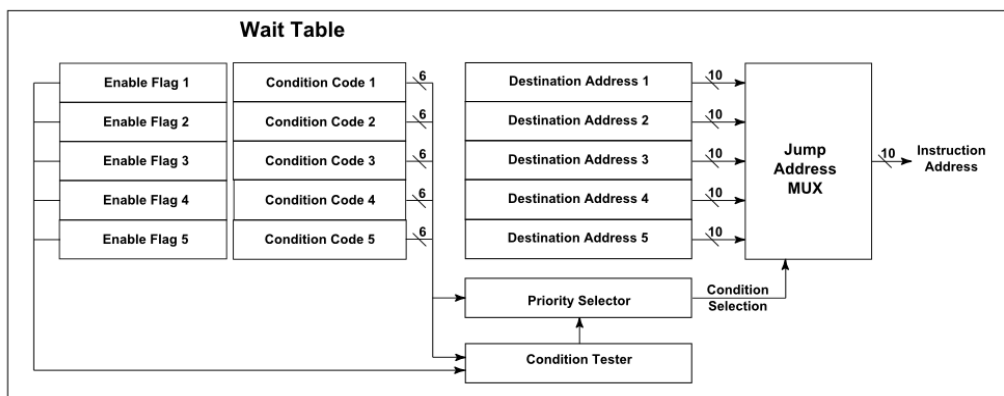 Wait Table
Enable Flag 1 Condition Code 1 6 Destination Address 1 10
Enable Flag 2 Condition Code 2 6 Destination Address 2 10
Enable Flag 3 Condition Code 3 6 Destination Address 3 10
Enable Flag 4 Condition Code 4 6 Destination Address 4 10
Enable Flag 5 Condition Code 5 6 Destination Address 5 10
Jump
Address
MUX
10 Instruction
Address
Priority Selector
Condition
Selection
Condition Tester